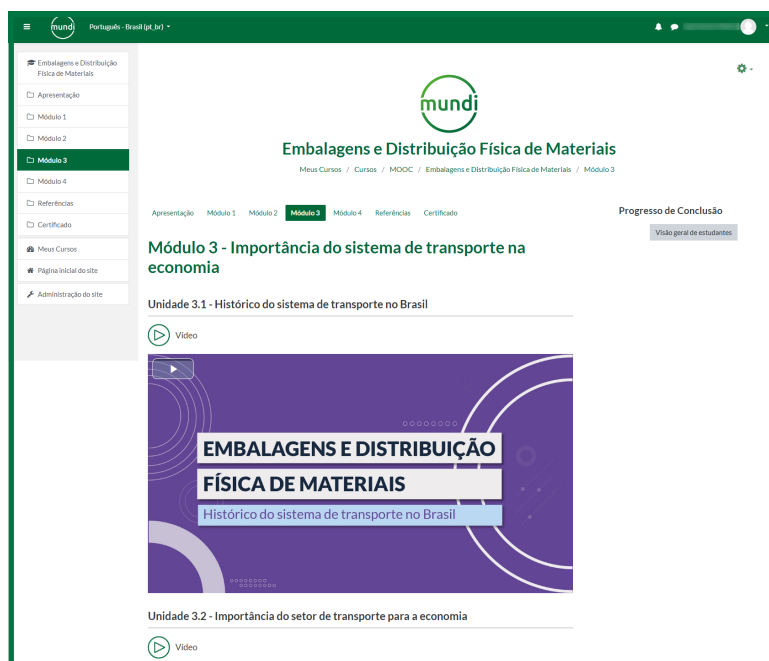 mundi
Português - Brasil (pt_br)
Embalagens e Distribuição
Física de Materiais
Apresentação
Módulo 1
Módulo 2
Módulo 3
Módulo 4
Referências
Certificado
Meus Cursos
Página inicial do site
Administração do site
mundi
Embalagens e Distribuição Física de Materiais
Meus Cursos / Cursos / MOOC / Embalagens e Distribuição Física de Materiais / Módulo 3
Apresentação Módulo 1 Módulo 2 Módulo 3 Módulo 4 Referências Certificado
Progresso de Conclusão
Visão geral de estudantes
Módulo 3 - Importância do sistema de transporte na
economia
Unidade 3.1 - Histórico do sistema de transporte no Brasil
Vídeo
EMBALAGENS E DISTRIBUIÇÃO
FÍSICA DE MATERIAIS
Histórico do sistema de transporte no Brasil
Unidade 3.2 - Importância do setor de transporte para a economia
Vídeo